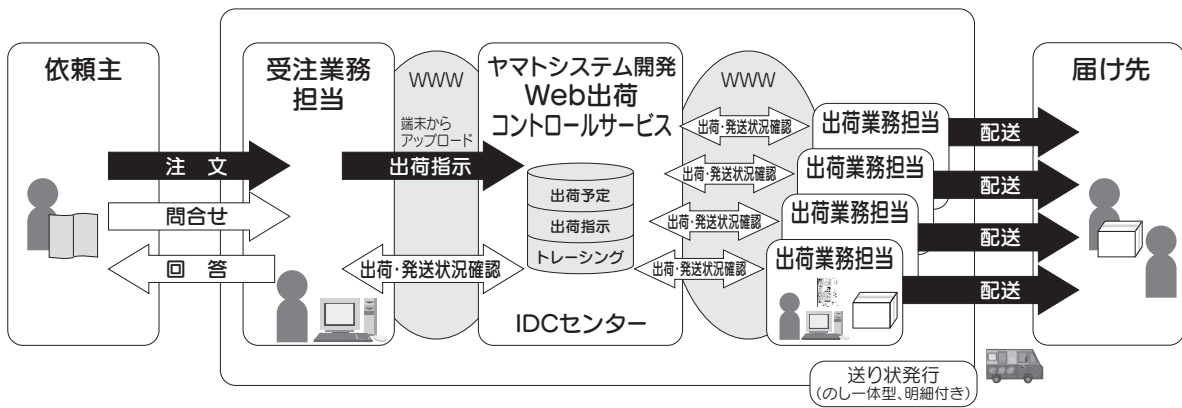 依頼主
注　文
問合せ
回　答
受注業務
担当
WWW
端末から
アップロード
出荷指示
出荷・発送状況確認
ヤマトシステム開発
Web出荷
コントロールサービス
出荷予定
出荷指示
トレーシング
IDCセンター
WWW
出荷・発送状況確認
出荷・発送状況確認
出荷・発送状況確認
出荷・発送状況確認
出荷業務担当
出荷業務担当
出荷業務担当
出荷業務担当
配送
配送
配送
配送
届け先
送り状発行
(のし一体型、明細付き)